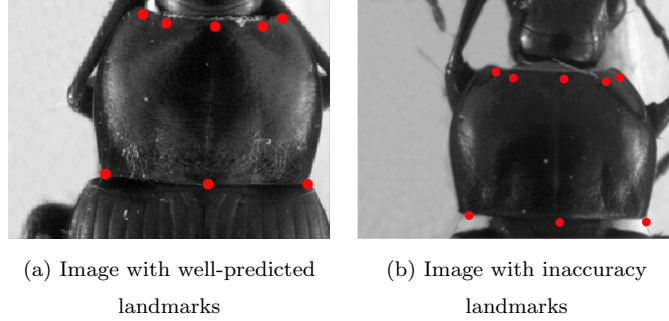 (a) Image with well-predicted
landmarks
(b) Image with inaccuracy
landmarks